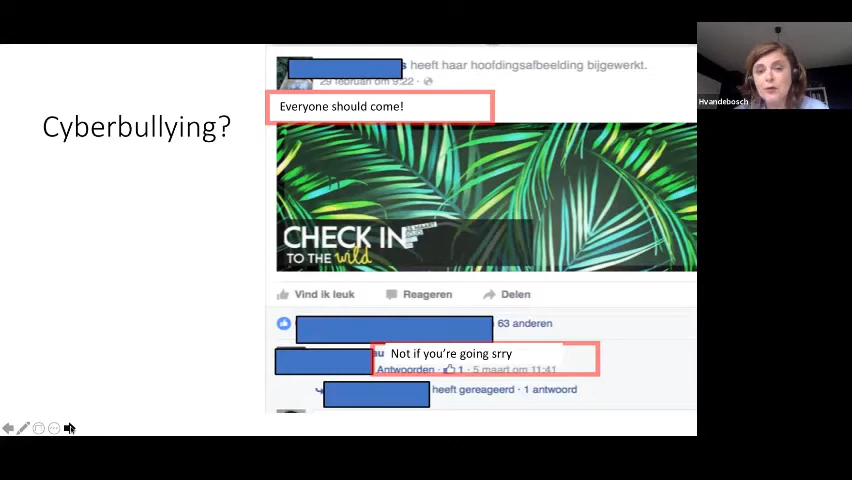 s heeft haar hoofdingsafbeelding bijgewerkt.
29 februari om 9:22
Everyone should come!
Hvandebosch
Cyberbullying?
CHECK IN
TO THE wild
Vind ik leuk Reageren Delen
63 anderen
au Not if you're going srry
Antwoorden · 1 · 5 maart om 11:41
heeft gereageerd · 1 antwoord